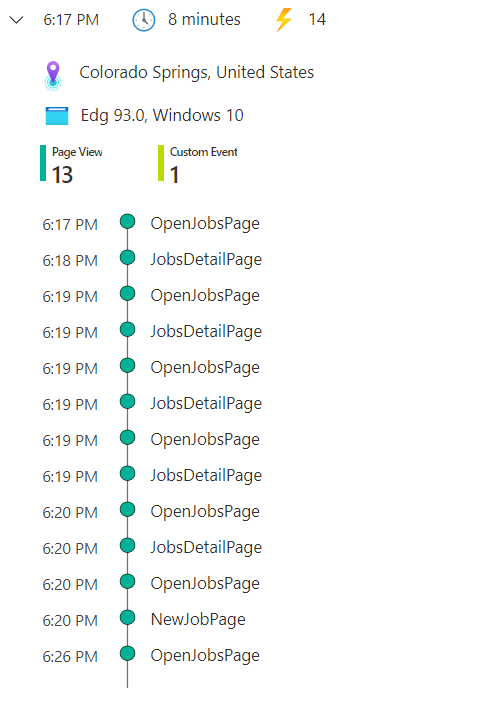 6:17 PM 8 minutes 14
Colorado Springs, United States
Edg 93.0, Windows 10
Page View Custom Event
13 1
6:17 PM OpenJobsPage
6:18 PM JobsDetailPage
6:19 PM OpenJobsPage
6:19 PM JobsDetailPage
6:19 PM OpenJobsPage
6:19 PM JobsDetailPage
6:19 PM OpenJobsPage
6:19 PM JobsDetailPage
6:20 PM OpenJobsPage
6:20 PM JobsDetailPage
6:20 PM OpenJobsPage
6:20 PM NewJobPage
6:26 PM OpenJobsPage